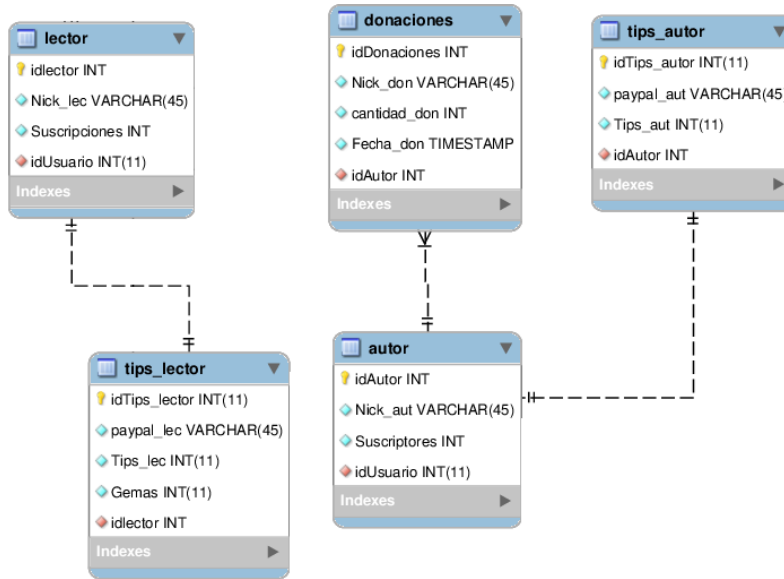 lector
idlector INT
Nick_lec VARCHAR(45)
Suscripciones INT
idUsuario INT(11)
Indexes
donaciones
idDonaciones INT
Nick_don VARCHAR(45)
cantidad_don INT
Fecha_don TIMESTAMP
idAutor INT
Indexes
tips_autor
idTips_autor INT(11)
paypal_aut VARCHAR(45
Tips_aut INT(11)
idAutor INT
Indexes
tips_lector
idTips_lector INT(11)
paypal_lec VARCHAR(45)
Tips_lec INT(11)
Gemas INT(11)
idlector INT
Indexes
autor
idAutor INT
Nick_aut VARCHAR(45)
Suscriptores INT
idUsuario INT(11)
Indexes